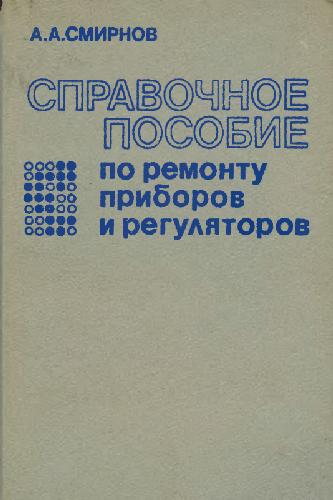 А.А.СМИРНОВ
СПРАВОЧНОЕ
ПОСОБИЕ
по ремонту
приборов
и регуляторов